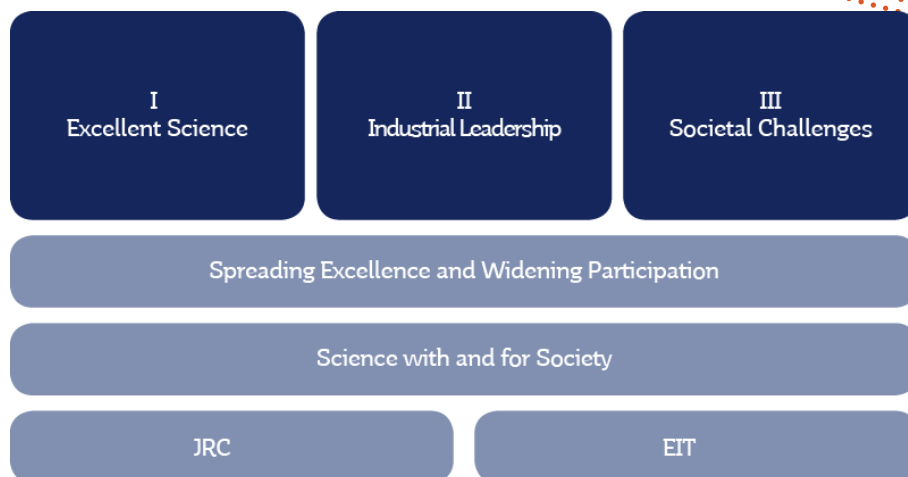 I
Excellent Science
II
Industrial Leadership
III
Societal Challenges
Spreading Excellence and Widening Participation
Science with and for Society
JRC
EIT